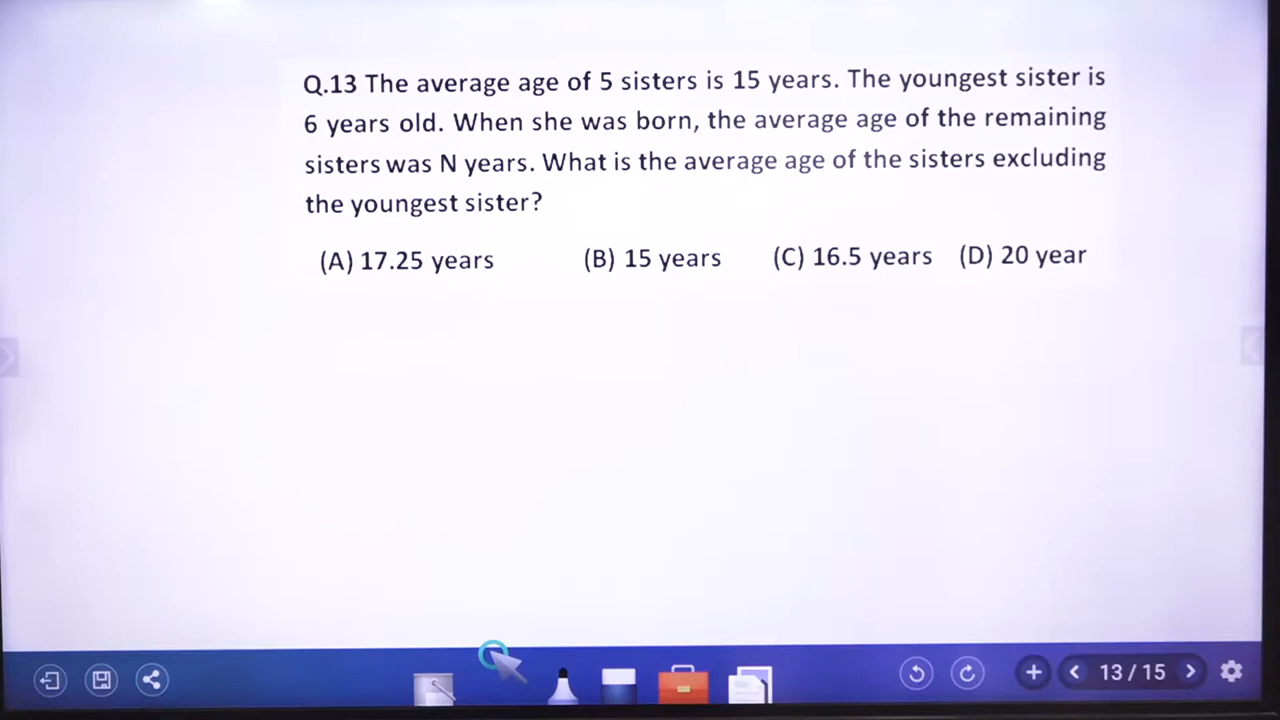 Q.13 The average age of 5 sisters is 15 years. The youngest sister is
6 years old. When she was born, the average age of the remaining
sisters was N years. What is the average age of the sisters excluding
the youngest sister?
(A) 17.25 years (B) 15 years (C) 16.5 years (D) 20 year
13 / 15